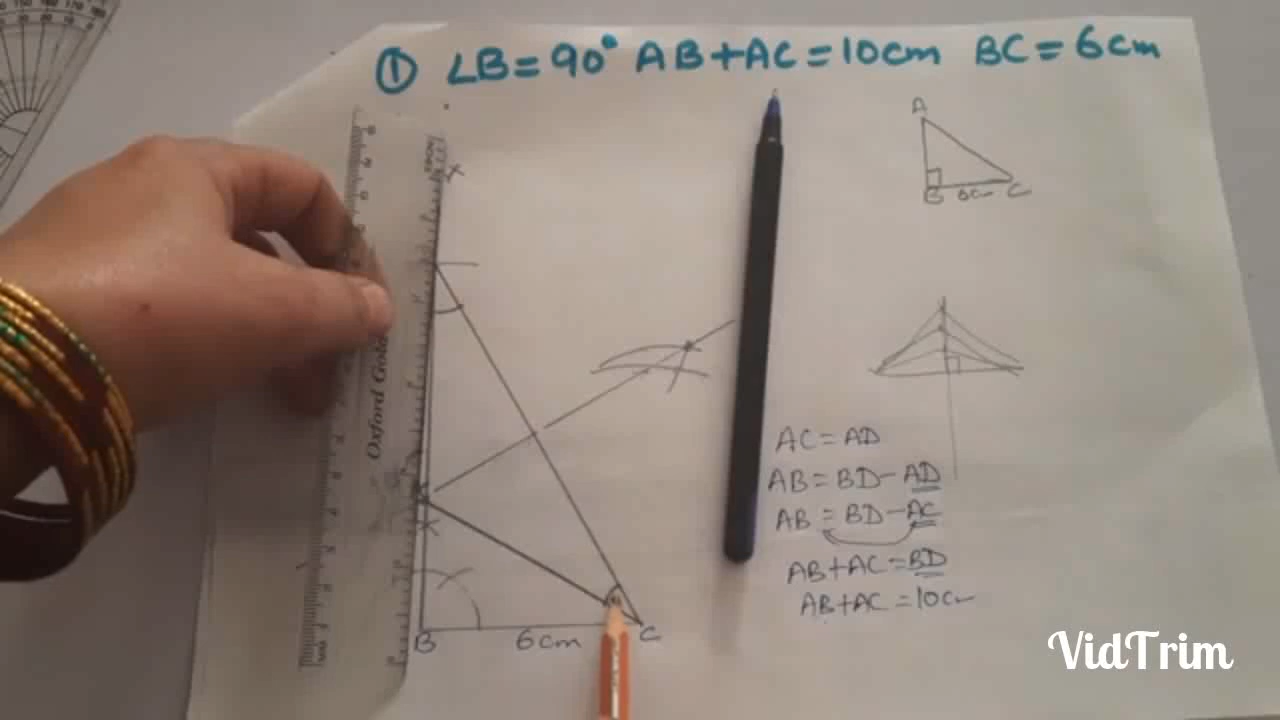 ① ∠B=90° AB+AC=10cm BC=6cm
A
B 6cm C
Oxford Gold
X
AC=AD
AB=BD-AD
AB=BD-AC
AB+AC=BD
AB+AC=10cm
B 6cm C
VidTrim